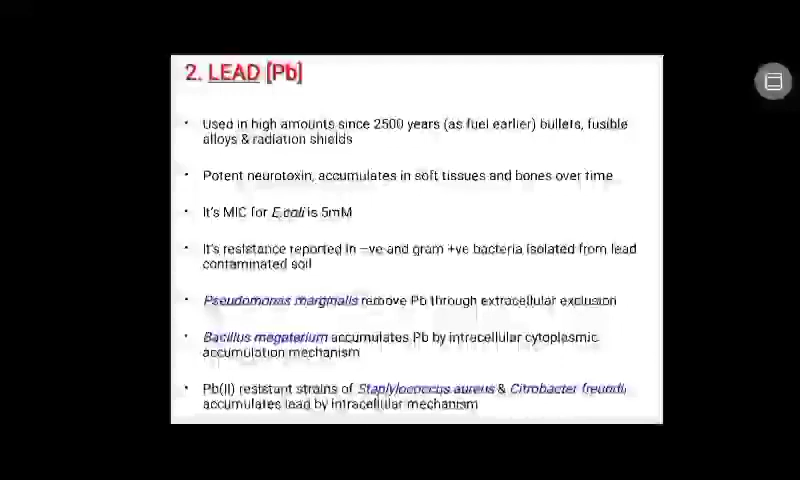 2. LEAD [Pb]
• Used in high amounts since 2500 years (as fuel earlier) bullets, fusible
alloys & radiation shields
• Potent neurotoxin, accumulates in soft tissues and bones over time
• It's MIC for E.coli is 5mM
• It's resistance reported in –ve and gram +ve bacteria isolated from lead
contaminated soil
• Pseudomonas marginalis remove Pb through extracellular exclusion
• Bacillus megaterium accumulates Pb by intracellular cytoplasmic
accumulation mechanism
• Pb(II) resistant strains of Staplylococcus aureus & Citrobacter freundii
accumulates lead by intracellular mechanism